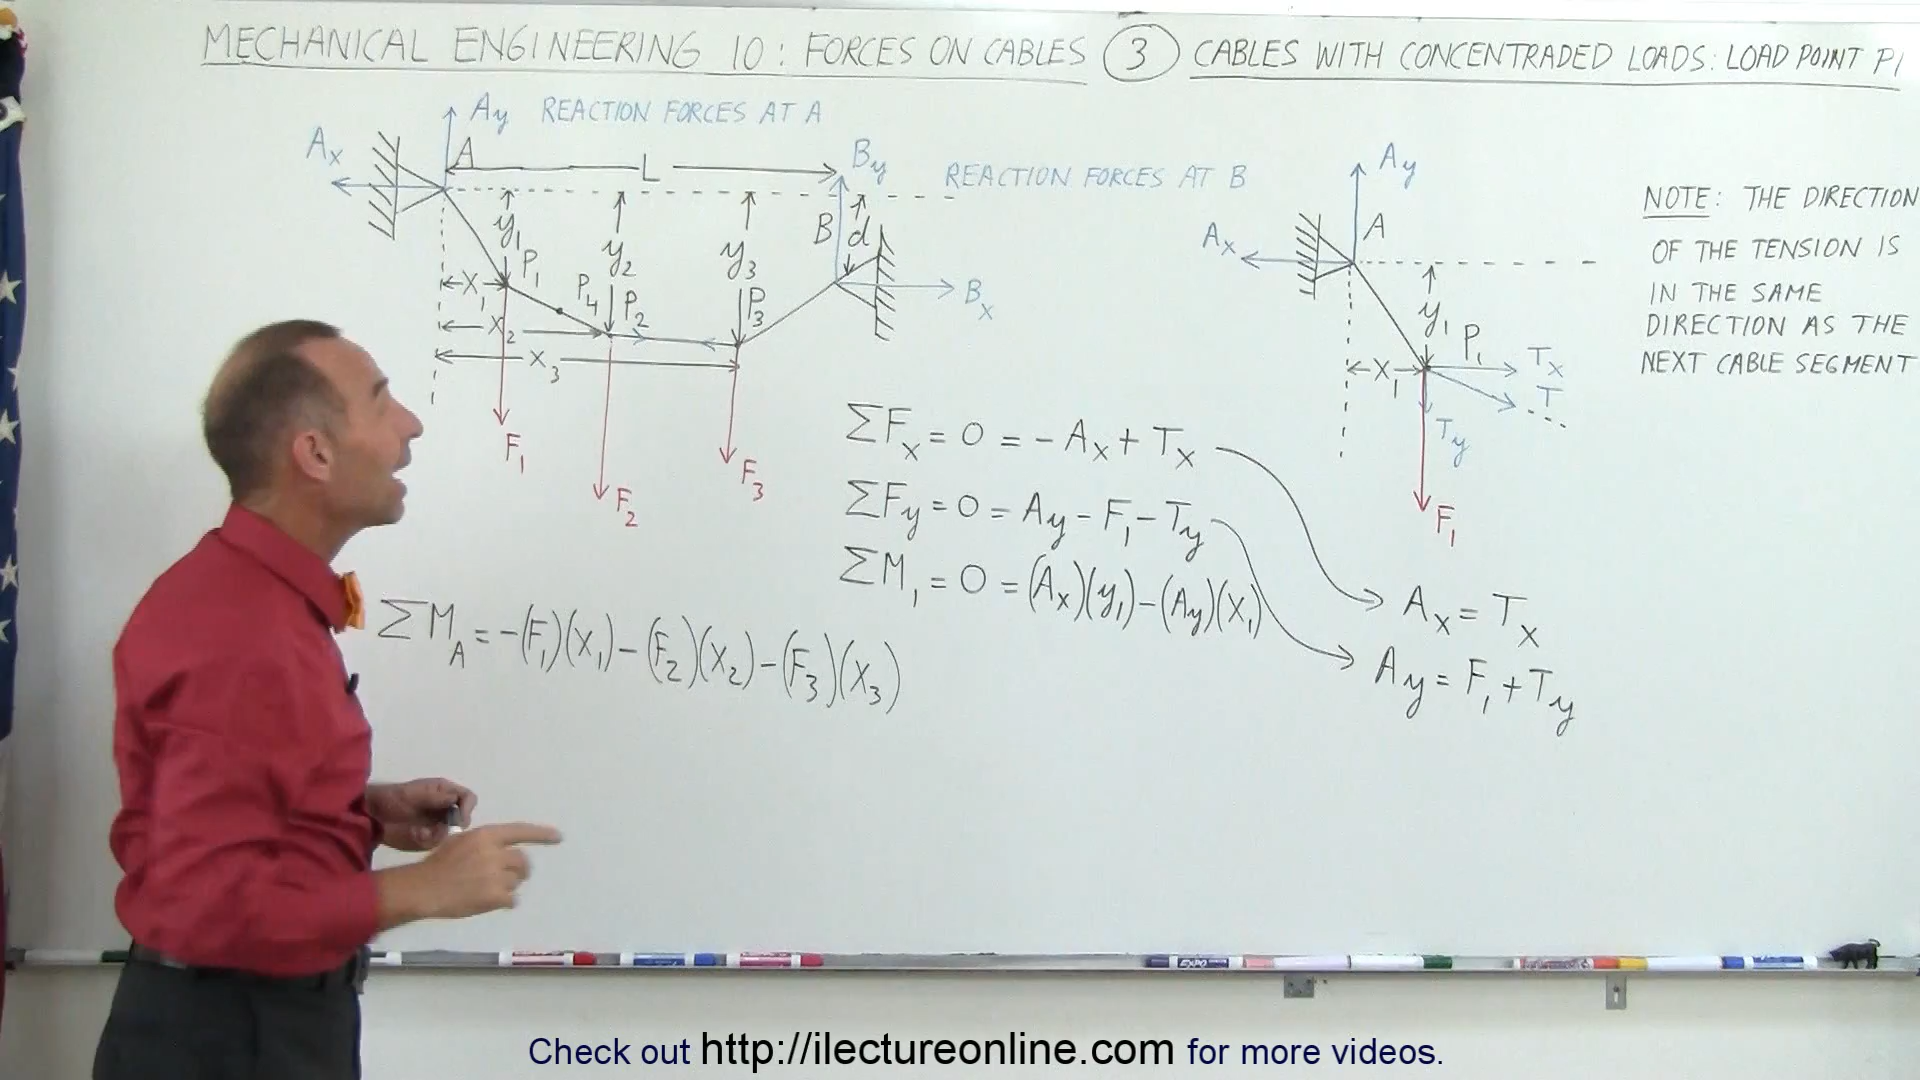 MECHANICAL ENGINEERING 10: FORCES ON CABLES ③ CABLES WITH CONCENTRADED LOADS: LOAD POINT P1
Ay REACTION FORCES AT A
Ax
A
L
By
REACTION FORCES AT B
B
d
Bx
y₁
y₂
y₃
P₁
P₄
P₂
P₃
x₁
x₂
x₃
F₁
F₂
F₃
Ay
Ax
A
y₁
P₁
x₁
Tx
T
Ty
F₁
NOTE: THE DIRECTION
OF THE TENSION IS
IN THE SAME
DIRECTION AS THE
NEXT CABLE SEGMENT
ΣFx = 0 = -Ax + Tx
ΣFy = 0 = Ay - F₁ - Ty
ΣM₁ = 0 = (Ax)(y₁) - (Ay)(x₁)
Ax = Tx
Ay = F₁ + Ty
ΣM_A = -(F₁)(x₁) - (F₂)(x₂) - (F₃)(x₃)
EXPO
Check out http://ilectureonline.com for more videos.